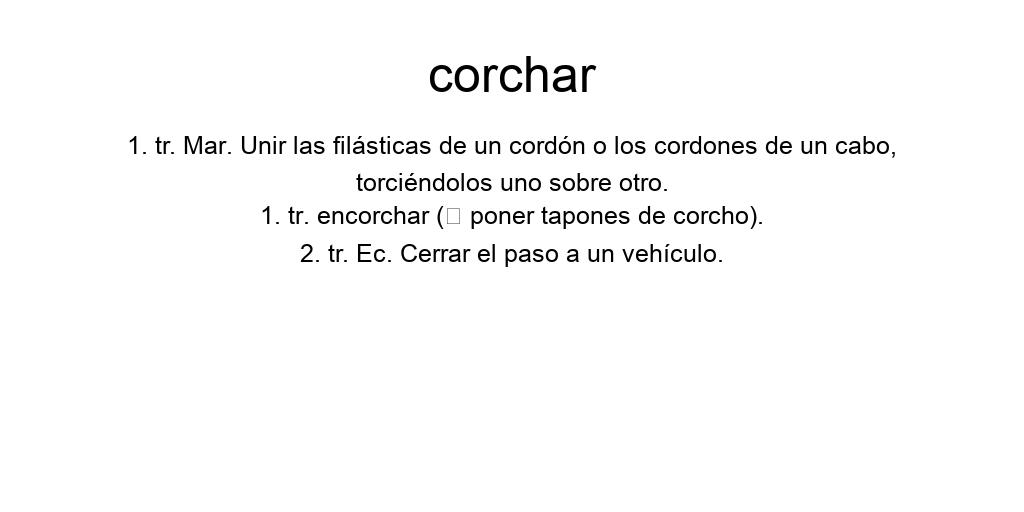 corchar
1. tr. Mar. Unir las filásticas de un cordón o los cordones de un cabo,
torciéndolos uno sobre otro.
1. tr. encorchar (□ poner tapones de corcho).
2. tr. Ec. Cerrar el paso a un vehículo.